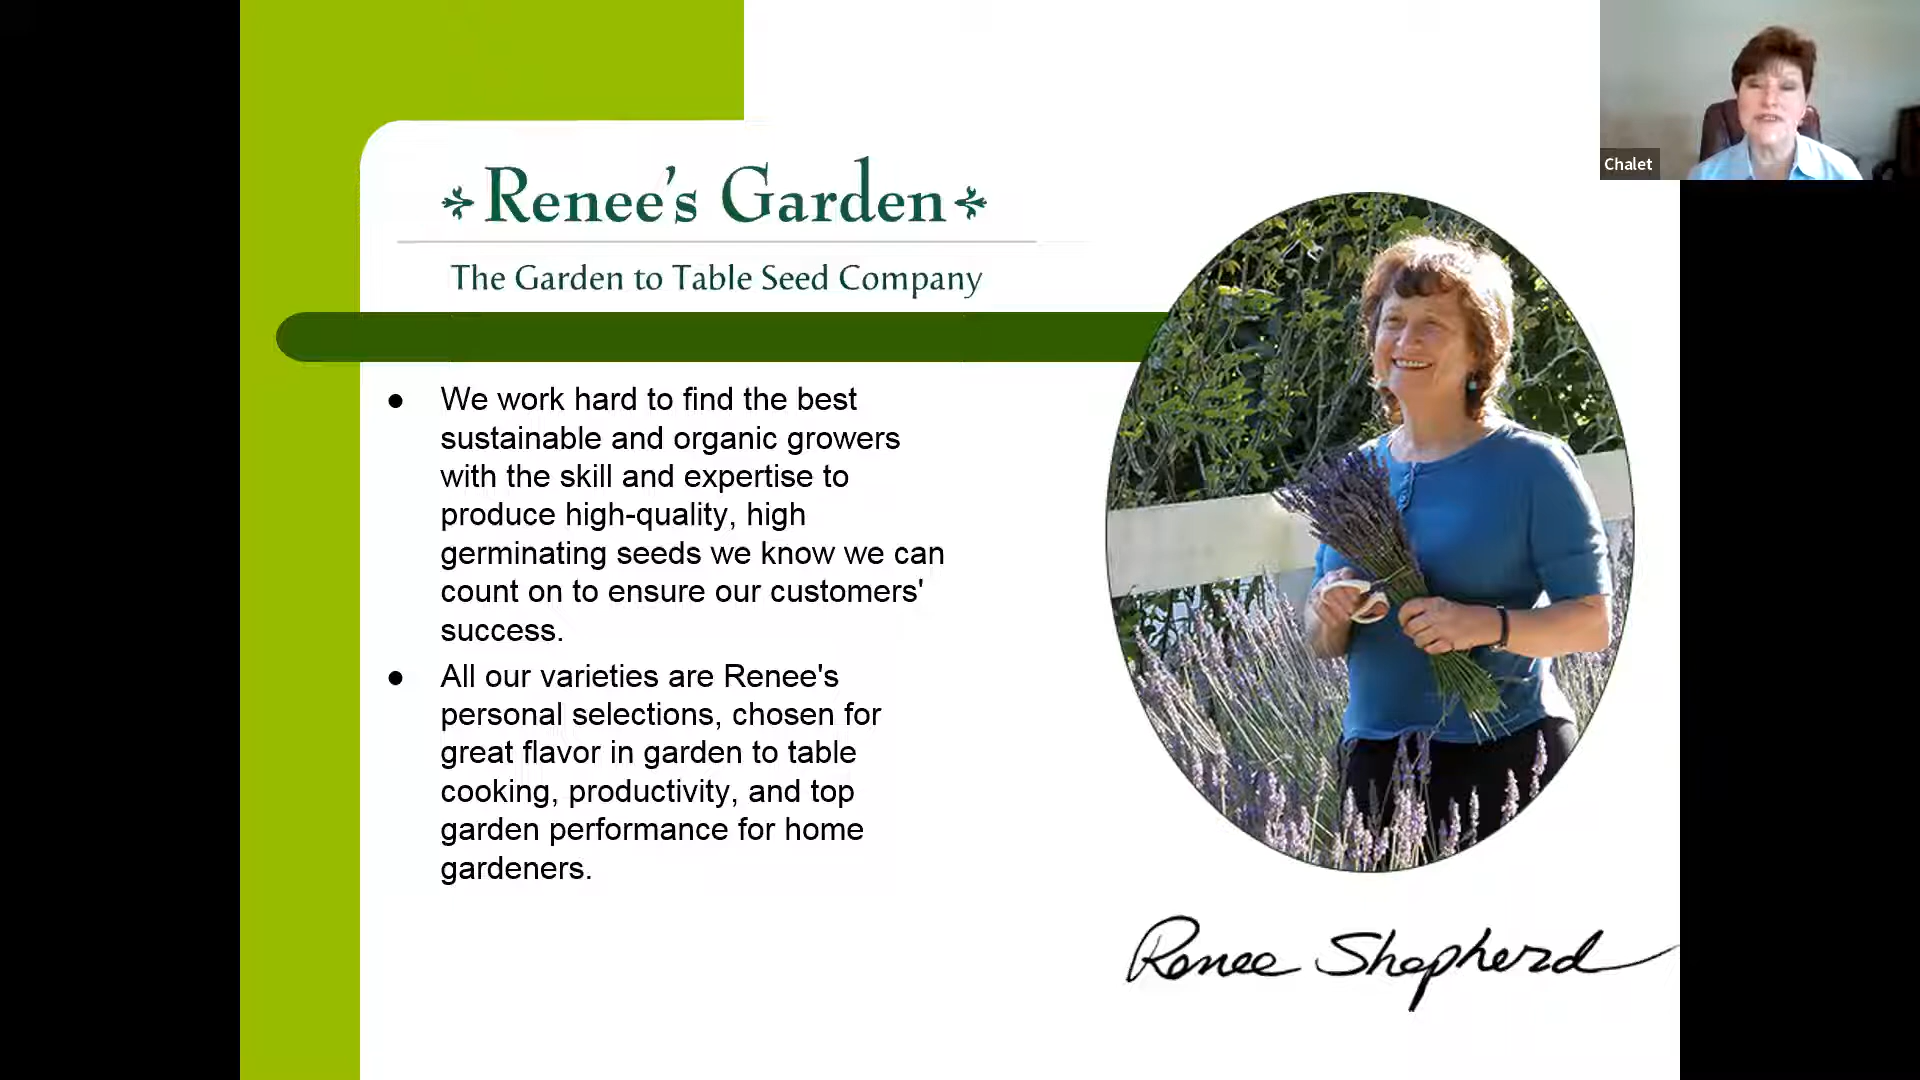 Chalet
Renee's Garden
The Garden to Table Seed Company
● We work hard to find the best
sustainable and organic growers
with the skill and expertise to
produce high-quality, high
germinating seeds we know we can
count on to ensure our customers'
success.
● All our varieties are Renee's
personal selections, chosen for
great flavor in garden to table
cooking, productivity, and top
garden performance for home
gardeners.
Renee Shepherd